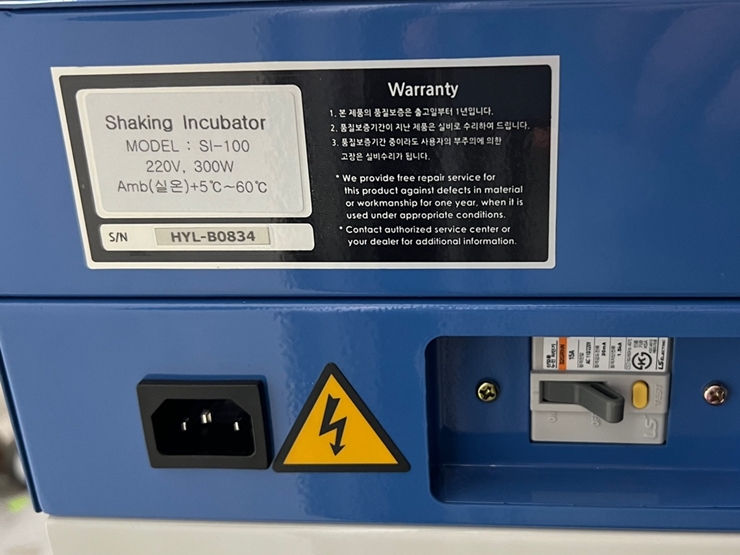 Shaking Incubator
MODEL : SI-100
220V, 300W
Amb(실온)+5℃~60℃
S/N HYL-B0834
Warranty
1. 본 제품의 품질보증은 출고일부터 1년입니다.
2. 품질보증기간이 지난 제품은 실비로 수리하여 드립니다.
3. 품질보증기간 중이라도 사용자의 부주의에 의한
고장은 실비수리가 됩니다.
* We provide free repair service for
this product against defects in material
or workmanship for one year, when it is
used under appropriate conditions.
* Contact authorized service center or
your dealer for additional information.
15A
30mA
1.5kA
LS